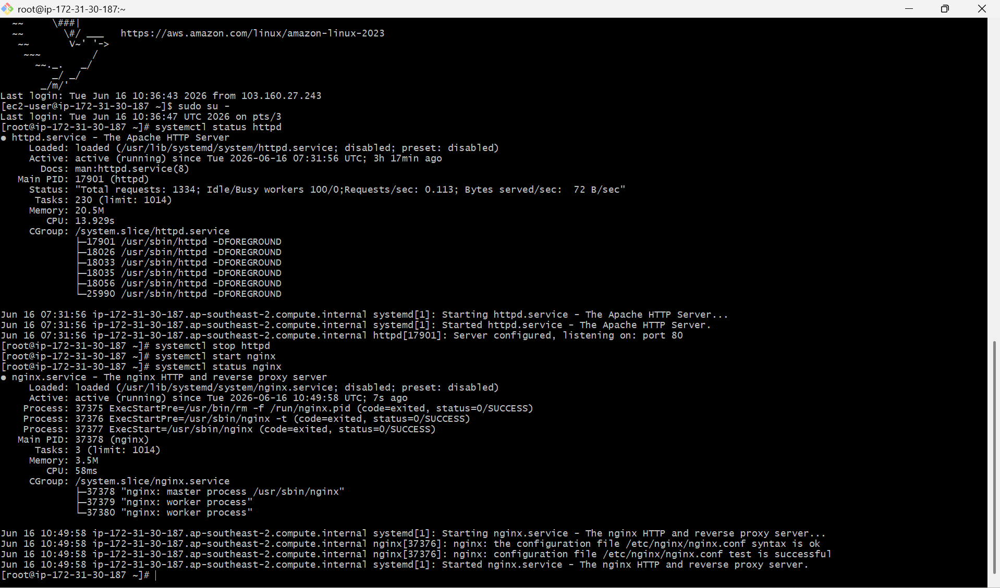 root@ip-172-31-30-187:~
~~ \###|
~~ \#/ ___ https://aws.amazon.com/linux/amazon-linux-2023
~~ V~' '->
~~~ /
~~._. _/
_/ _/
_/m/'
Last login: Tue Jun 16 10:36:43 2026 from 103.160.27.243
[ec2-user@ip-172-31-30-187 ~]$ sudo su -
Last login: Tue Jun 16 10:36:47 UTC 2026 on pts/3
[root@ip-172-31-30-187 ~]# systemctl status httpd
● httpd.service - The Apache HTTP Server
Loaded: loaded (/usr/lib/systemd/system/httpd.service; disabled; preset: disabled)
Active: active (running) since Tue 2026-06-16 07:31:56 UTC; 3h 17min ago
Docs: man:httpd.service(8)
Main PID: 17901 (httpd)
Status: "Total requests: 1334; Idle/Busy workers 100/0;Requests/sec: 0.113; Bytes served/sec:  72 B/sec"
Tasks: 230 (limit: 1014)
Memory: 20.5M
CPU: 13.929s
CGroup: /system.slice/httpd.service
├─17901 /usr/sbin/httpd -DFOREGROUND
├─18026 /usr/sbin/httpd -DFOREGROUND
├─18033 /usr/sbin/httpd -DFOREGROUND
├─18035 /usr/sbin/httpd -DFOREGROUND
├─18056 /usr/sbin/httpd -DFOREGROUND
└─25990 /usr/sbin/httpd -DFOREGROUND
Jun 16 07:31:56 ip-172-31-30-187.ap-southeast-2.compute.internal systemd[1]: Starting httpd.service - The Apache HTTP Server...
Jun 16 07:31:56 ip-172-31-30-187.ap-southeast-2.compute.internal systemd[1]: Started httpd.service - The Apache HTTP Server.
Jun 16 07:31:56 ip-172-31-30-187.ap-southeast-2.compute.internal httpd[17901]: Server configured, listening on: port 80
[root@ip-172-31-30-187 ~]# systemctl stop httpd
[root@ip-172-31-30-187 ~]# systemctl start nginx
[root@ip-172-31-30-187 ~]# systemctl status nginx
● nginx.service - The nginx HTTP and reverse proxy server
Loaded: loaded (/usr/lib/systemd/system/nginx.service; disabled; preset: disabled)
Active: active (running) since Tue 2026-06-16 10:49:58 UTC; 7s ago
Process: 37375 ExecStartPre=/usr/bin/rm -f /run/nginx.pid (code=exited, status=0/SUCCESS)
Process: 37376 ExecStartPre=/usr/sbin/nginx -t (code=exited, status=0/SUCCESS)
Process: 37377 ExecStart=/usr/sbin/nginx (code=exited, status=0/SUCCESS)
Main PID: 37378 (nginx)
Tasks: 3 (limit: 1014)
Memory: 3.5M
CPU: 58ms
CGroup: /system.slice/nginx.service
├─37378 "nginx: master process /usr/sbin/nginx"
├─37379 "nginx: worker process"
└─37380 "nginx: worker process"
Jun 16 10:49:58 ip-172-31-30-187.ap-southeast-2.compute.internal systemd[1]: Starting nginx.service - The nginx HTTP and reverse proxy server...
Jun 16 10:49:58 ip-172-31-30-187.ap-southeast-2.compute.internal nginx[37376]: nginx: the configuration file /etc/nginx/nginx.conf syntax is ok
Jun 16 10:49:58 ip-172-31-30-187.ap-southeast-2.compute.internal nginx[37376]: nginx: configuration file /etc/nginx/nginx.conf test is successful
Jun 16 10:49:58 ip-172-31-30-187.ap-southeast-2.compute.internal systemd[1]: Started nginx.service - The nginx HTTP and reverse proxy server.
[root@ip-172-31-30-187 ~]#